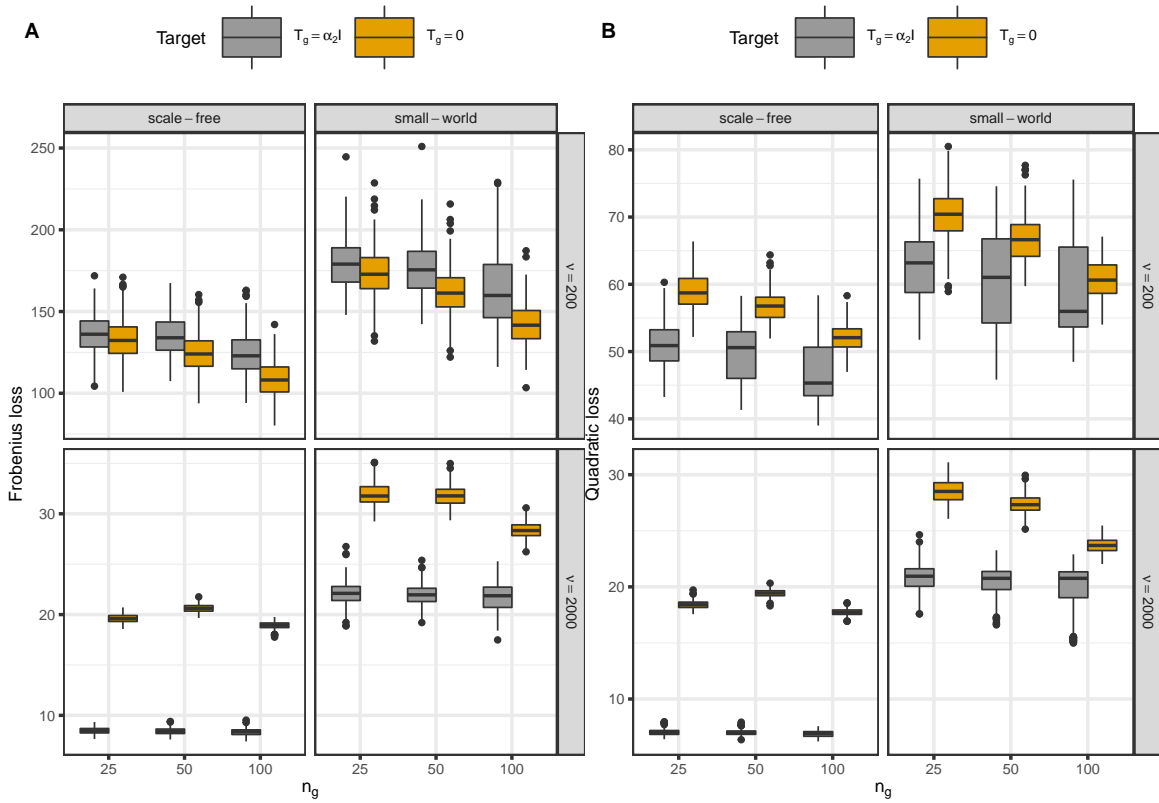 A
Target
T_g = α_2 I
T_g = 0
scale−free
small−world
Frobenius loss
250
200
150
100
ν = 200
30
20
10
ν = 2000
25
50
100
25
50
100
n_g
B
Target
T_g = α_2 I
T_g = 0
scale−free
small−world
Quadratic loss
80
70
60
50
40
ν = 200
30
20
10
ν = 2000
25
50
100
25
50
100
n_g